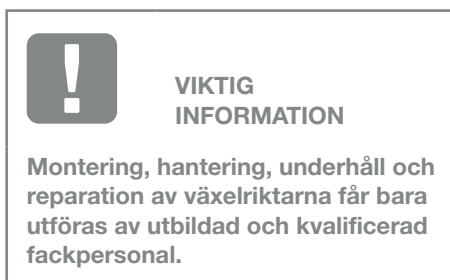 VIKTIG
INFORMATION
Montering, hantering, underhåll och
reparation av växelriktarna får bara
utföras av utbildad och kvalificerad
fackpersonal.